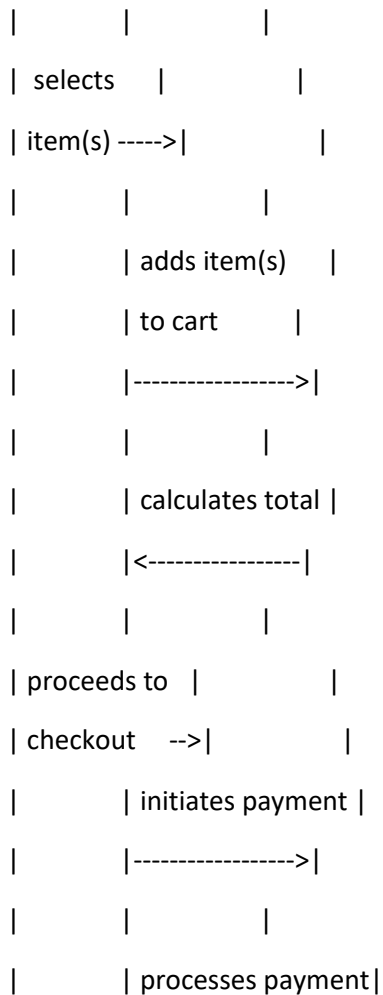 | | |
| selects | |
| item(s) ----->| |
| | |
| | adds item(s) |
| | to cart |
| |------------------>|
| | |
| | calculates total |
| |<-----------------|
| | |
| proceeds to | |
| checkout -->| |
| | initiates payment |
| |------------------>|
| | |
| | processes payment|